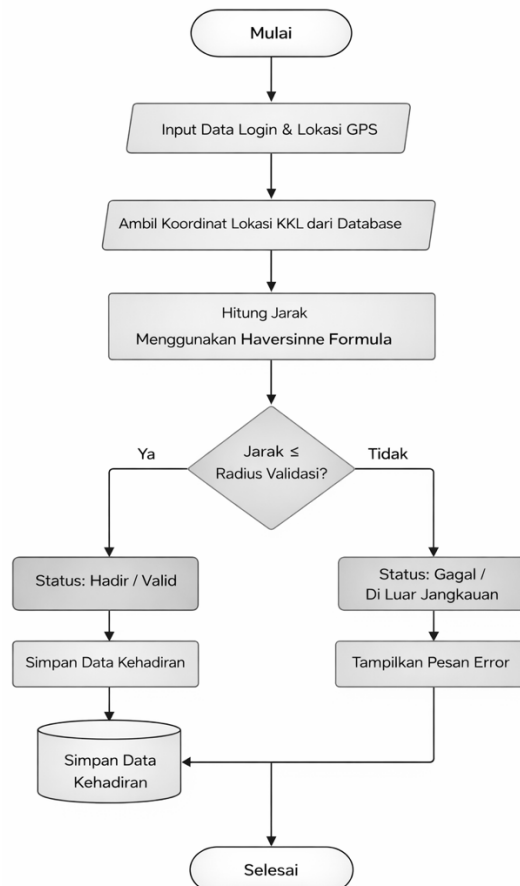 Mulai
Input Data Login & Lokasi GPS
Ambil Koordinat Lokasi KKL dari Database
Hitung Jarak
Menggunakan Haversinne Formula
Jarak ≤
Radius Validasi?
Ya
Tidak
Status: Hadir / Valid
Status: Gagal /
Di Luar Jangkauan
Simpan Data Kehadiran
Tampilkan Pesan Error
Simpan Data
Kehadiran
Selesai